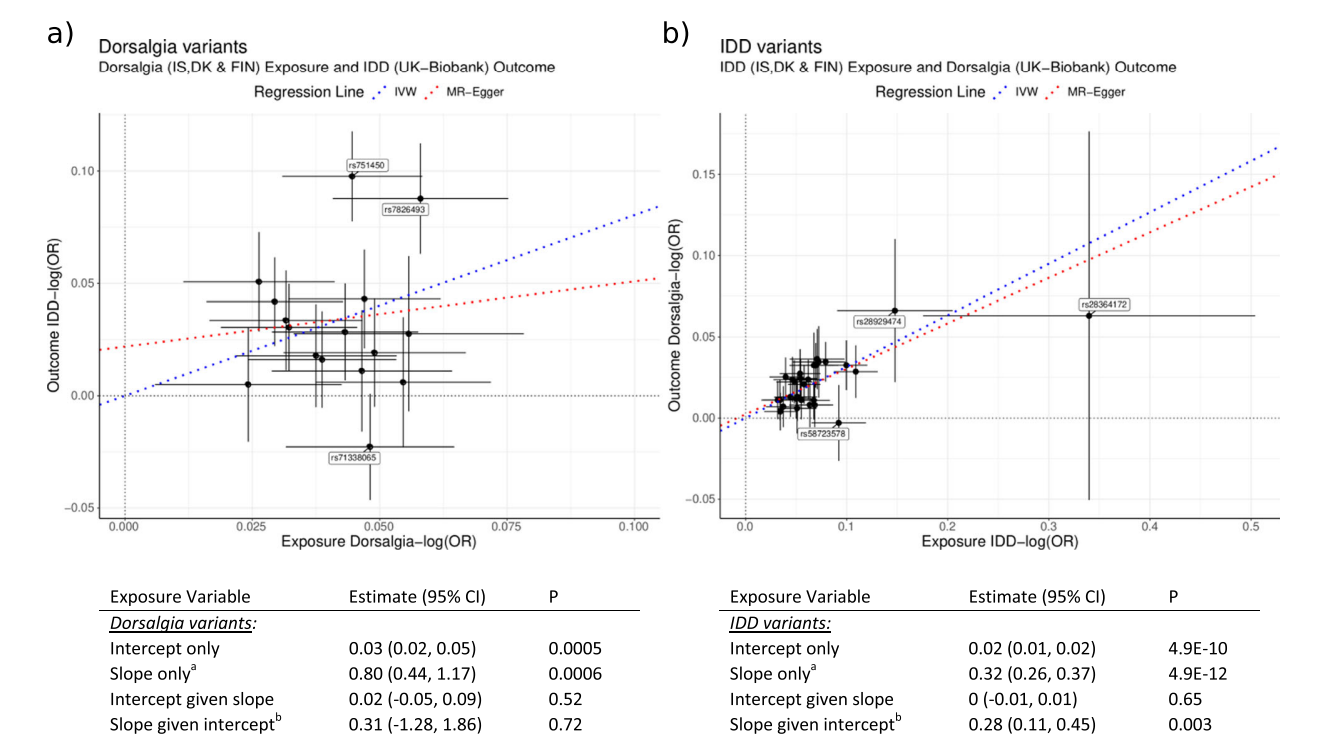 a)
Dorsalgia variants
Dorsalgia (IS,DK & FIN) Exposure and IDD (UK−Biobank) Outcome
Regression Line IVW MR−Egger
Outcome IDD−log(OR)
0.10
0.05
0.00
−0.05
rs751450
rs7826493
rs71338065
0.000 0.025 0.050 0.075 0.100
Exposure Dorsalgia−log(OR)
Exposure Variable Estimate (95% CI) P
Dorsalgia variants:
Intercept only 0.03 (0.02, 0.05) 0.0005
Slope onlyᵃ 0.80 (0.44, 1.17) 0.0006
Intercept given slope 0.02 (-0.05, 0.09) 0.52
Slope given interceptᵇ 0.31 (-1.28, 1.86) 0.72
b)
IDD variants
IDD (IS,DK & FIN) Exposure and Dorsalgia (UK−Biobank) Outcome
Regression Line IVW MR−Egger
Outcome Dorsalgia−log(OR)
0.15
0.10
0.05
0.00
−0.05
rs28364172
rs28929474
rs58723578
0.0 0.1 0.2 0.3 0.4 0.5
Exposure IDD−log(OR)
Exposure Variable Estimate (95% CI) P
IDD variants:
Intercept only 0.02 (0.01, 0.02) 4.9E-10
Slope onlyᵃ 0.32 (0.26, 0.37) 4.9E-12
Intercept given slope 0 (-0.01, 0.01) 0.65
Slope given interceptᵇ 0.28 (0.11, 0.45) 0.003